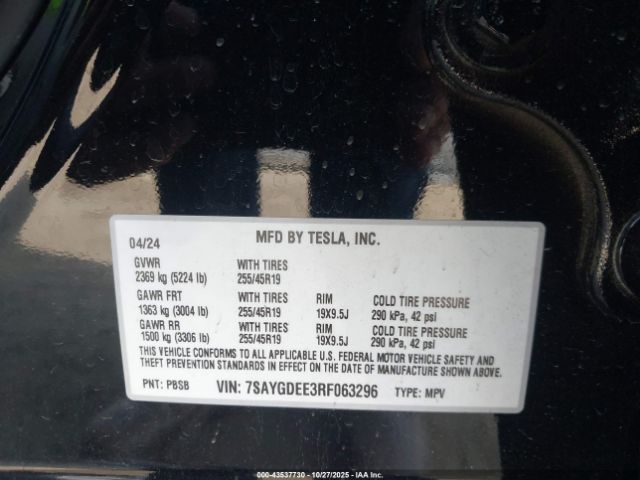 04/24 MFD BY TESLA, INC.
GVWR WITH TIRES
2369 kg (5224 lb) 255/45R19
GAWR FRT WITH TIRES RIM COLD TIRE PRESSURE
1363 kg (3004 lb) 255/45R19 19X9.5J 290 kPa, 42 psi
GAWR RR WITH TIRES RIM COLD TIRE PRESSURE
1500 kg (3306 lb) 255/45R19 19X9.5J 290 kPa, 42 psi
THIS VEHICLE CONFORMS TO ALL APPLICABLE U.S. FEDERAL MOTOR VEHICLE SAFETY AND
THEFT PREVENTION STANDARDS IN EFFECT ON THE DATE OF MANUFACTURE SHOWN ABOVE.
PNT: PBSB VIN: 7SAYGDEE3RF063296 TYPE: MPV
000-43537730 - 10/27/2025 - IAA Inc.